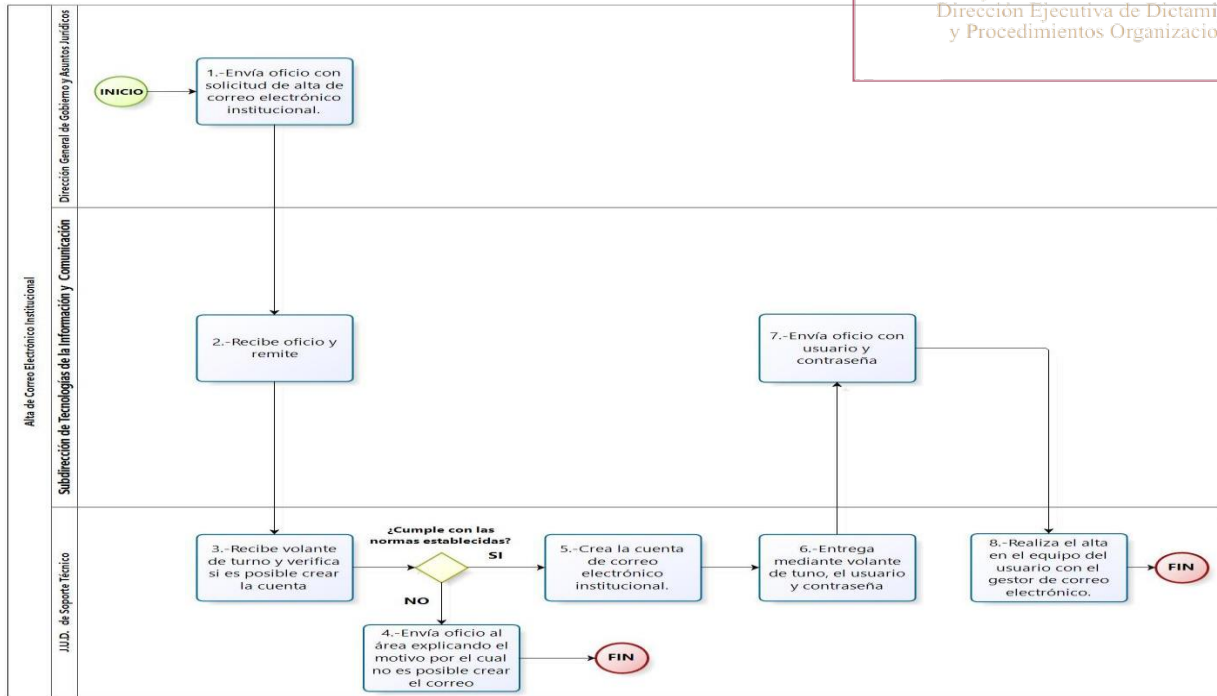 Dirección Ejecutiva de Dictami
y Procedimientos Organizacio
Alta de Correo Electrónico Institucional
Dirección General de Gobierno y Asuntos Jurídicos
INICIO
1.-Envía oficio con
solicitud de alta de
correo electrónico
institucional.
Subdirección de Tecnologías de la Información y Comunicación
2.-Recibe oficio y
remite
7.-Envía oficio con
usuario y
contraseña
J.U.D. de Soporte Técnico
3.-Recibe volante
de turno y verifica
si es posible crear
la cuenta
¿Cumple con las
normas establecidas?
SI
NO
5.-Crea la cuenta
de correo
electrónico
institucional.
6.-Entrega
mediante volante
de tuno, el usuario
y contraseña
8.-Realiza el alta
en el equipo del
usuario con el
gestor de correo
electrónico.
FIN
4.-Envía oficio al
área explicando el
motivo por el cual
no es posible crear
el correo
FIN